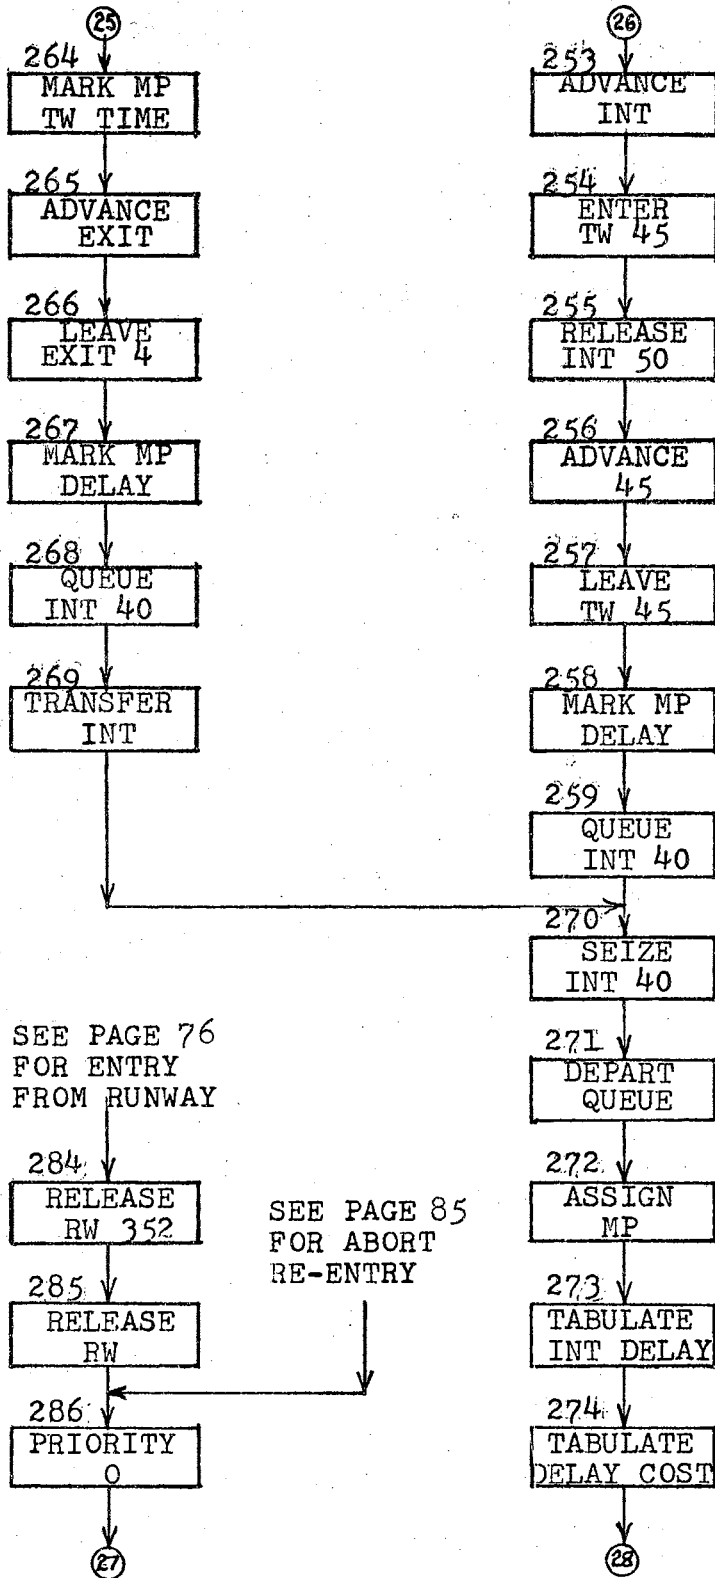 25
264
MARK MP
TW TIME
265
ADVANCE
EXIT
266
LEAVE
EXIT 4
267
MARK MP
DELAY
268
QUEUE
INT 40
269
TRANSFER
INT
26
253
ADVANCE
INT
254
ENTER
TW 45
255
RELEASE
INT 50
256
ADVANCE
45
257
LEAVE
TW 45
258
MARK MP
DELAY
259
QUEUE
INT 40
270
SEIZE
INT 40
271
DEPART
QUEUE
272
ASSIGN
MP
273
TABULATE
INT DELAY
274
TABULATE
DELAY COST
28
SEE PAGE 76
FOR ENTRY
FROM RUNWAY
284
RELEASE
RW 352
285
RELEASE
RW
SEE PAGE 85
FOR ABORT
RE-ENTRY
286
PRIORITY
0
27